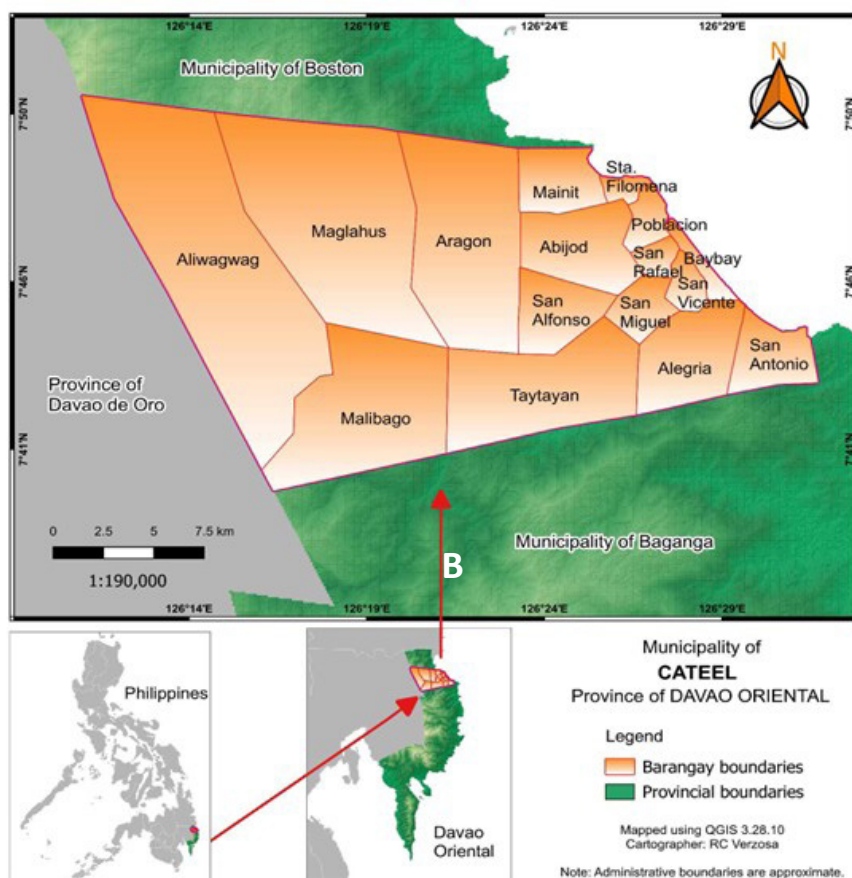 126°14'E 126°19'E 126°24'E 126°29'E
Municipality of Boston
N
7°50'N
7°50'N
Sta.
Filomena
Mainit
Poblacion
Maglahus
Aragon
Abijod
San
Rafael
Baybay
Aliwagwag
7°46'N
7°46'N
San
Vicente
San
Alfonso
San
Miguel
San
Antonio
Alegria
Province of
Davao de Oro
Taytayan
Malibago
7°41'N
7°41'N
0 2.5 5 7.5 km
1:190,000
Municipality of Baganga
B
126°14'E 126°19'E 126°24'E 126°29'E
Philippines
Davao
Oriental
Municipality of
CATEEL
Province of DAVAO ORIENTAL
Legend
Barangay boundaries
Provincial boundaries
Mapped using QGIS 3.28.10
Cartographer: RC Verzosa
Note: Administrative boundaries are approximate.